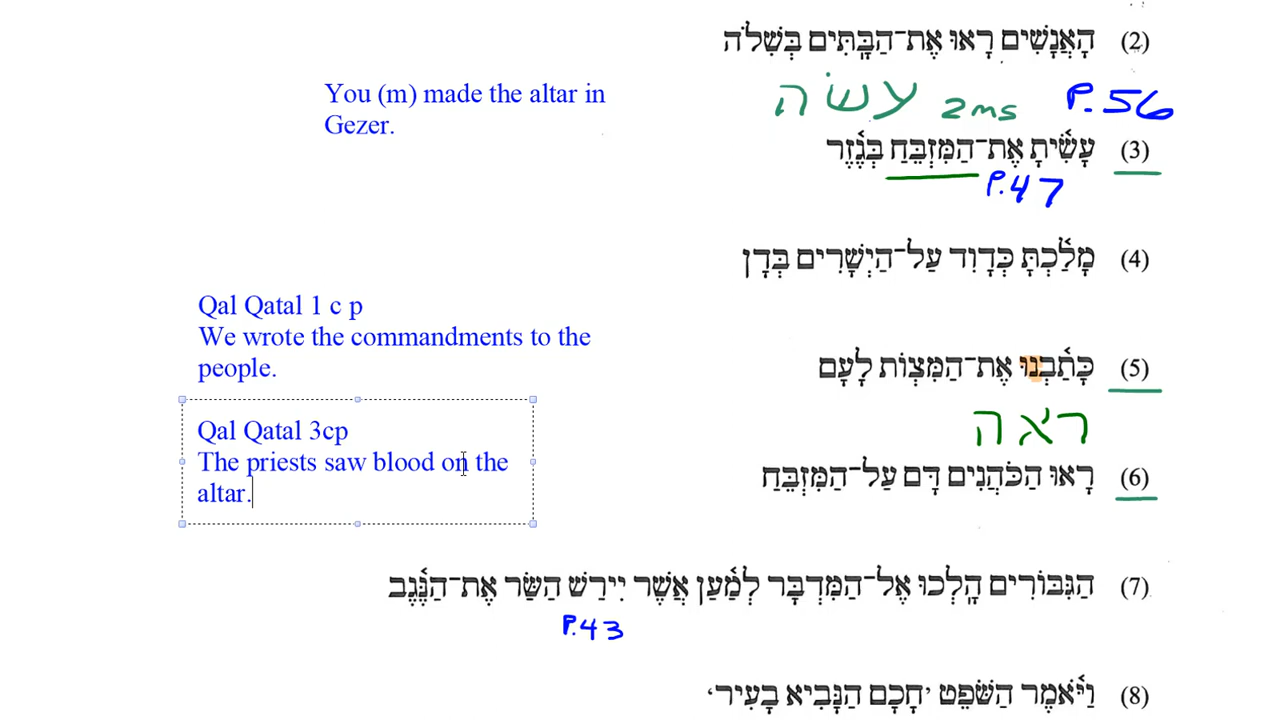 (2) הָאֲנָשִׁים רָאוּ אֶת־הַבָּתִּים בְּשִׁלֹה
You (m) made the altar in
Gezer.
עשׂה 2ms P.56
(3) עָשִׂ֫יתָ אֶת־הַמִּזְבֵּחַ בְּגֶ֫זֶר
P.47
(4) מָלַ֫כְתָּ כְּדָוִד עַל־הַיְשָׁרִים בְּדָן
Qal Qatal 1 c p
We wrote the commandments to the
people.
(5) כָּתַ֫בְנוּ אֶת־הַמִּצְוֹת לָעָם
ראה
Qal Qatal 3cp
The priests saw blood on the
altar.
(6) רָאוּ הַכֹּהֲנִים דָּם עַל־הַמִּזְבֵּחַ
(7) הַגִּבּוֹרִים הָֽלְכוּ אֶל־הַמִּדְבָּר לְמַ֫עַן אֲשֶׁר יִירַשׁ הַשַּׂר אֶת־הַנֶּ֫גֶב
P.43
(8) וַיֹּ֫אמֶר הַשֹּׁפֵט ׳חָכָם הַנָּבִיא בָּעִיר׳